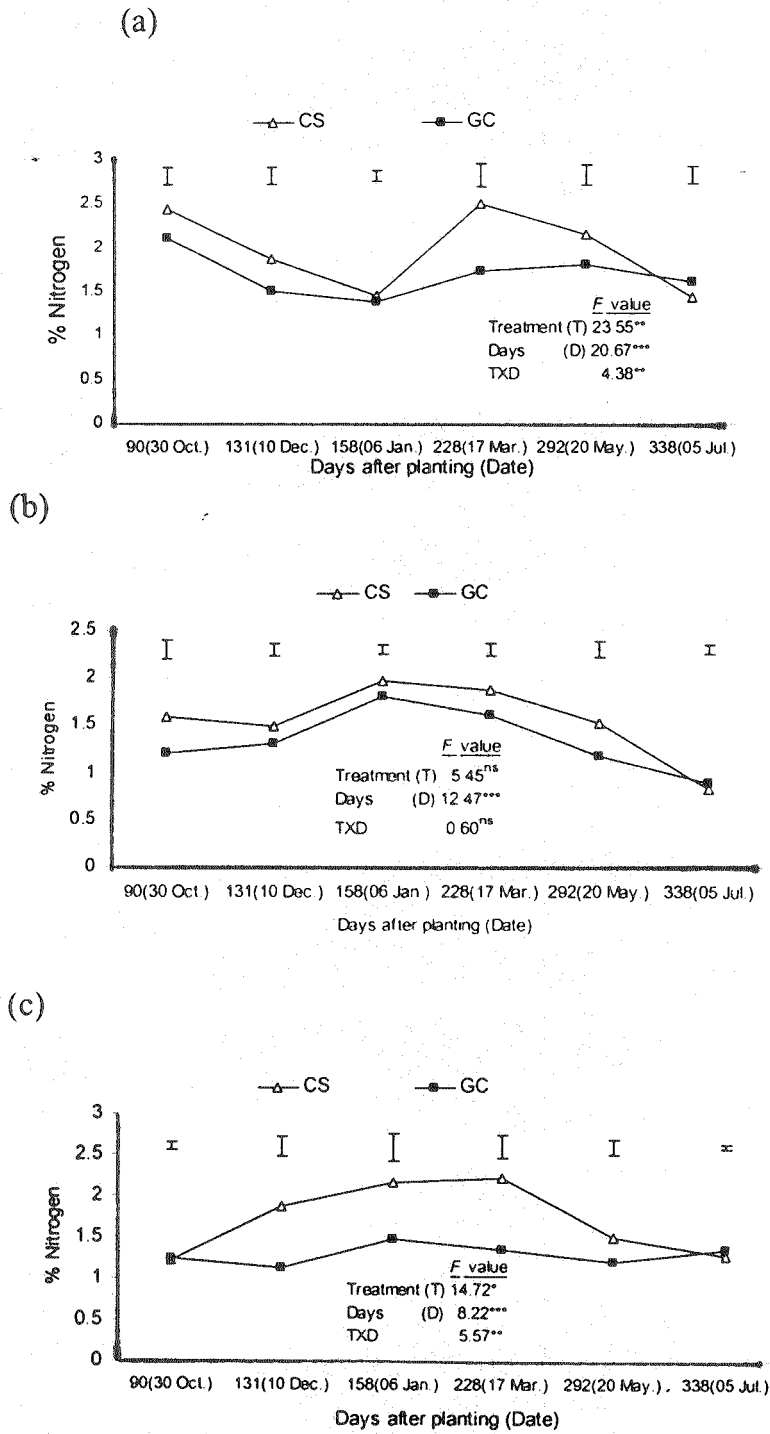 (a)
CS GC
3
2.5
2
1.5
1
0.5
0
% Nitrogen
F value
Treatment (T) 23 55**
Days (D) 20.67***
TXD 4.38**
90(30 Oct.) 131(10 Dec.) 158(06 Jan.) 228(17 Mar.) 292(20 May.) 338(05 Jul.)
Days after planting (Date)
(b)
CS GC
2.5
2
1.5
1
0.5
0
% Nitrogen
F value
Treatment (T) 5 45ns
Days (D) 12 47***
TXD 0 60ns
90(30 Oct.) 131(10 Dec.) 158(06 Jan ) 228(17 Mar.) 292(20 May.) 338(05 Jul.)
Days after planting (Date)
(c)
CS GC
3
2.5
2
1.5
1
0.5
0
% Nitrogen
F value
Treatment (T) 14.72*
Days (D) 8.22***
TXD 5.57**
90(30 Oct.) 131(10 Dec.) 158(06 Jan.) 228(17 Mar.) 292(20 May.) . 338(05 Jul.)
Days after planting (Date)